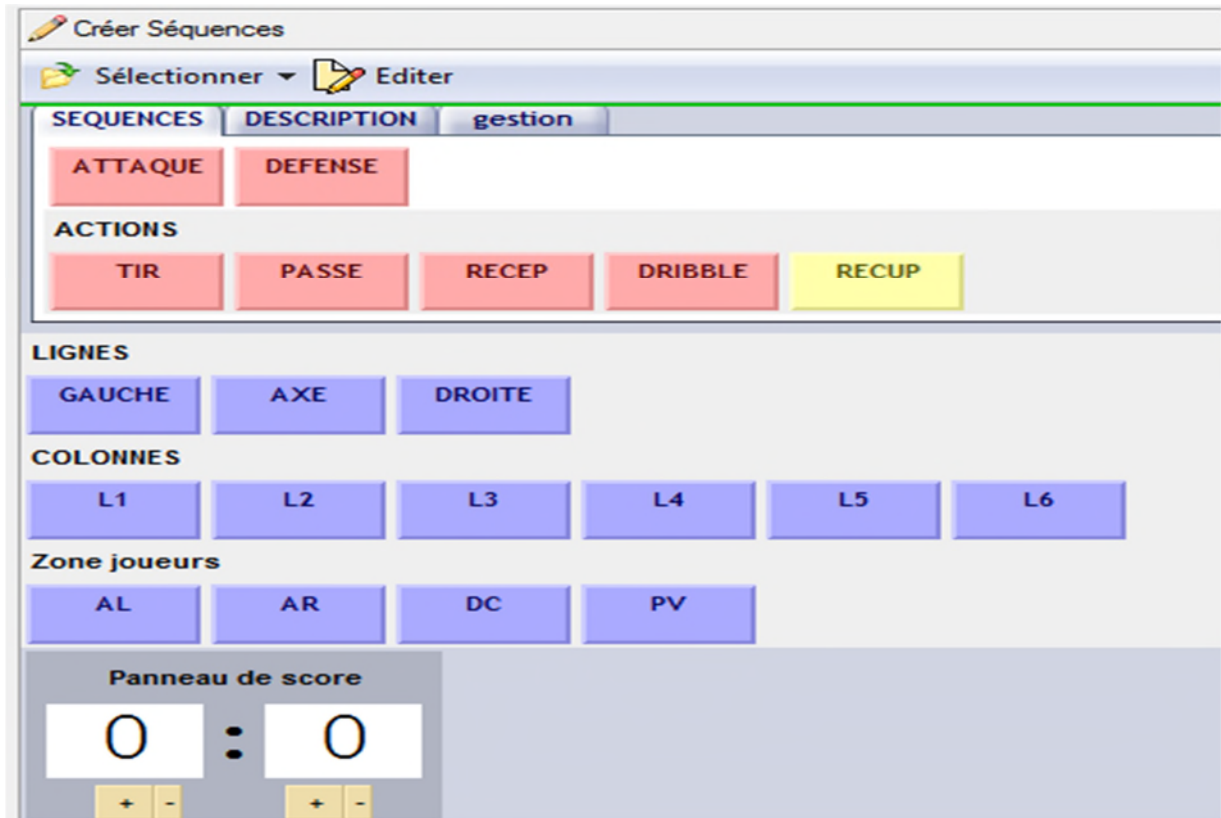 Créer Séquences
Sélectionner Editer
SEQUENCES DESCRIPTION gestion
ATTAQUE DEFENSE
ACTIONS
TIR PASSE RECEP DRIBBLE RECUP
LIGNES
GAUCHE AXE DROITE
COLONNES
L1 L2 L3 L4 L5 L6
Zone joueurs
AL AR DC PV
Panneau de score
0 : 0
+ - + -